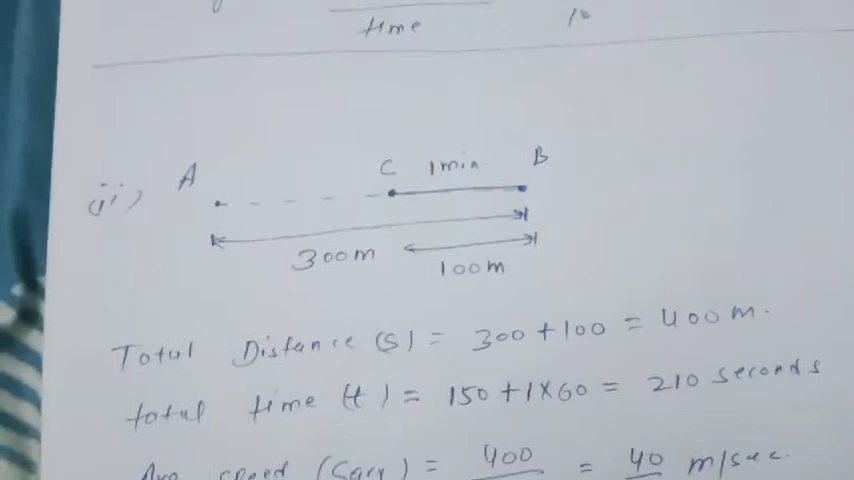 time 10
(ii) A C 1min B
300m
100m
Total Distance (S) = 300 + 100 = 400 m.
total time (t) = 150 + 1×60 = 210 seconds
speed (Savg) = 400 = 40 m/sec.